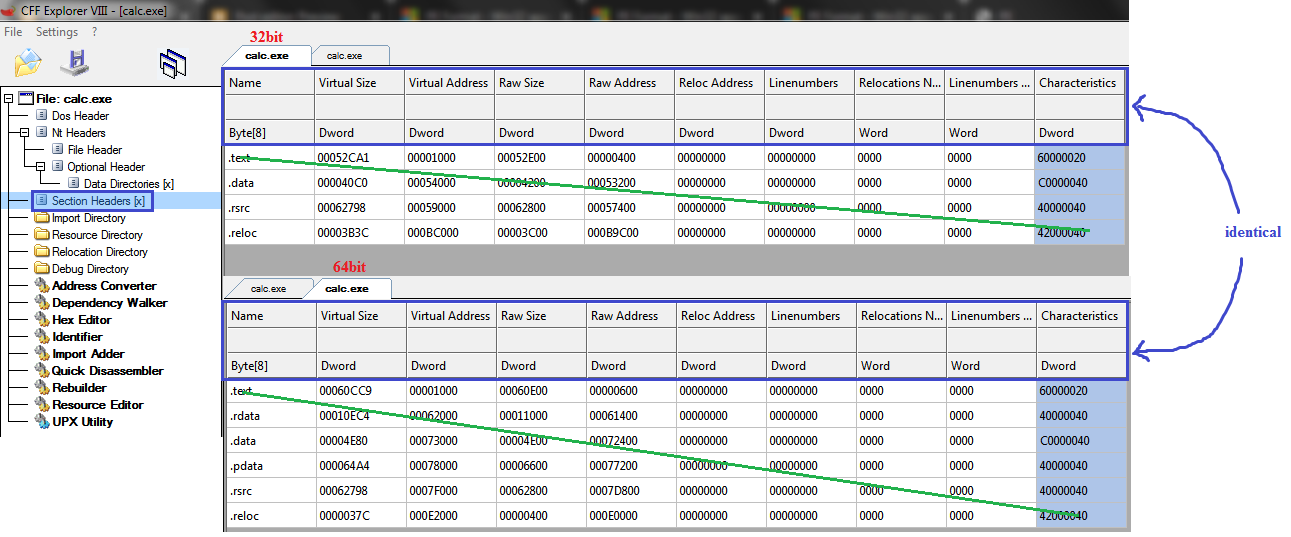 CFF Explorer VIII - [calc.exe]
File Settings ?
File: calc.exe
Dos Header
Nt Headers
File Header
Optional Header
Data Directories [x]
Section Headers [x]
Import Directory
Resource Directory
Relocation Directory
Debug Directory
Address Converter
Dependency Walker
Hex Editor
Identifier
Import Adder
Quick Disassembler
Rebuilder
Resource Editor
UPX Utility
32bit
calc.exe calc.exe
Name Virtual Size Virtual Address Raw Size Raw Address Reloc Address Linenumbers Relocations N... Linenumbers ... Characteristics
Byte[8] Dword Dword Dword Dword Dword Dword Word Word Dword
.text 00052CA1 00001000 00052E00 00000400 00000000 00000000 0000 0000 60000020
.data 000040C0 00054000 00004200 00053200 00000000 00000000 0000 0000 C0000040
.rsrc 00062798 00059000 00062800 00057400 00000000 00000000 0000 0000 40000040
.reloc 00003B3C 000BC000 00003C00 000B9C00 00000000 00000000 0000 0000 42000040
64bit
calc.exe calc.exe
Name Virtual Size Virtual Address Raw Size Raw Address Reloc Address Linenumbers Relocations N... Linenumbers ... Characteristics
Byte[8] Dword Dword Dword Dword Dword Dword Word Word Dword
.text 00060CC9 00001000 00060E00 00000600 00000000 00000000 0000 0000 60000020
.rdata 00010EC4 00062000 00011000 00061400 00000000 00000000 0000 0000 40000040
.data 00004E80 00073000 00004E00 00072400 00000000 00000000 0000 0000 C0000040
.pdata 000064A4 00078000 00006600 00077200 00000000 00000000 0000 0000 40000040
.rsrc 00062798 0007F000 00062800 0007D800 00000000 00000000 0000 0000 40000040
.reloc 0000037C 000E2000 00000400 000E0000 00000000 00000000 0000 0000 42000040
identical